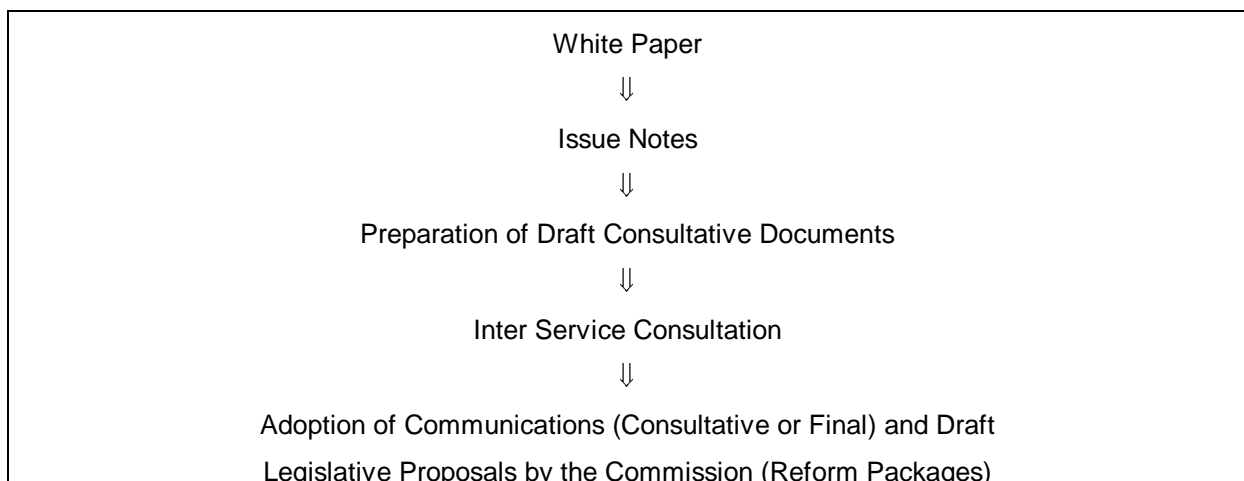 White Paper
⇓
Issue Notes
⇓
Preparation of Draft Consultative Documents
⇓
Inter Service Consultation
⇓
Adoption of Communications (Consultative or Final) and Draft
Legislative Proposals by the Commission (Reform Packages)